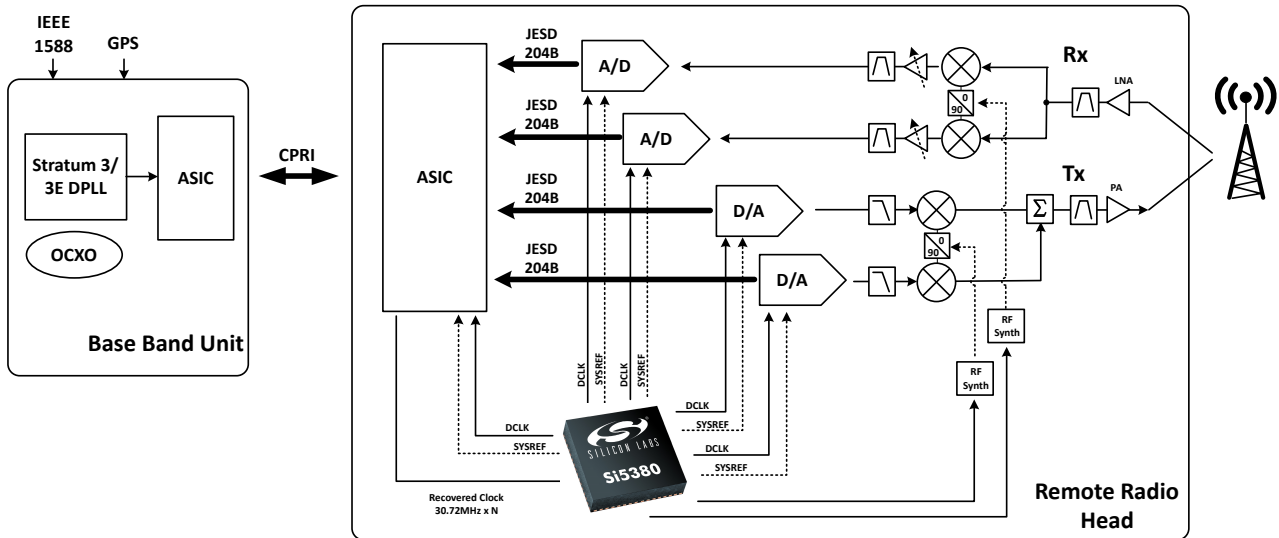 IEEE
1588
GPS
Stratum 3/
3E DPLL
ASIC
OCXO
Base Band Unit
CPRI
ASIC
JESD
204B
A/D
JESD
204B
A/D
JESD
204B
D/A
JESD
204B
D/A
Rx
LNA
0
90
Tx
PA
Σ
0
90
RF
Synth
RF
Synth
DCLK
SYSREF
DCLK
SYSREF
DCLK
SYSREF
DCLK
SYSREF
DCLK
SYSREF
SILICON LABS
Si5380
Recovered Clock
30.72MHz x N
Remote Radio
Head